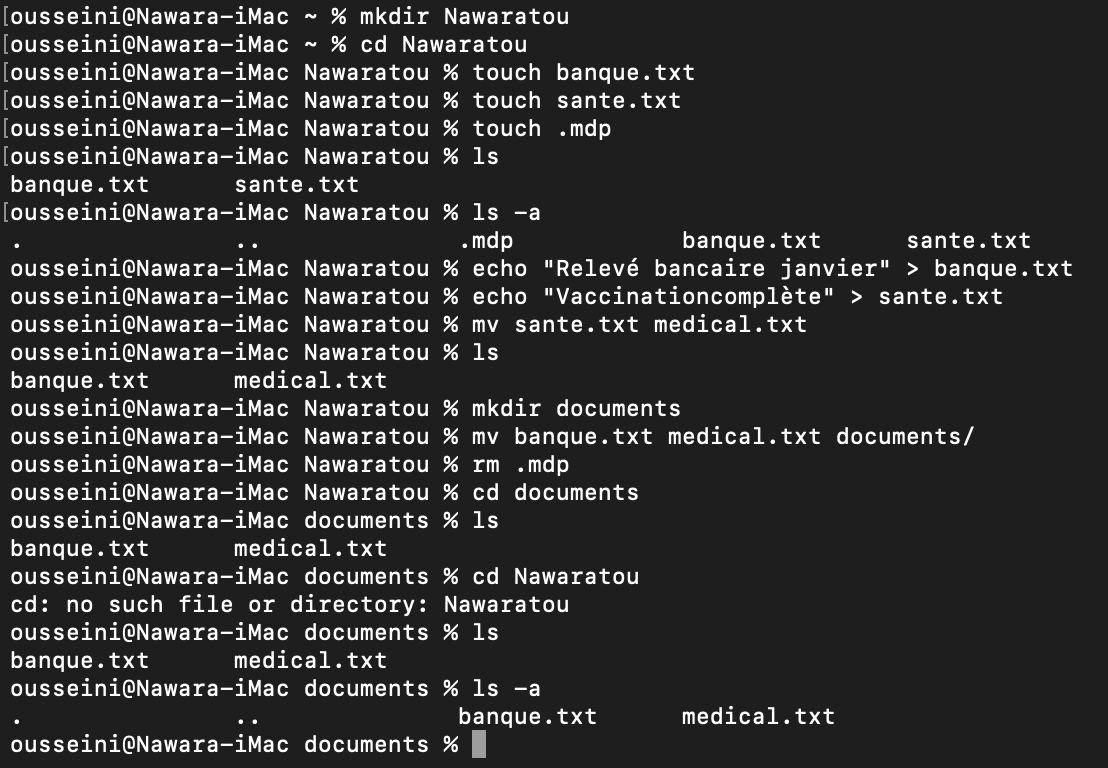 [ousseini@Nawara-iMac ~ % mkdir Nawaratou
[ousseini@Nawara-iMac ~ % cd Nawaratou
[ousseini@Nawara-iMac Nawaratou % touch banque.txt
[ousseini@Nawara-iMac Nawaratou % touch sante.txt
[ousseini@Nawara-iMac Nawaratou % touch .mdp
[ousseini@Nawara-iMac Nawaratou % ls
banque.txt      sante.txt
[ousseini@Nawara-iMac Nawaratou % ls -a
.               ..              .mdp            banque.txt      sante.txt
ousseini@Nawara-iMac Nawaratou % echo "Relevé bancaire janvier" > banque.txt
ousseini@Nawara-iMac Nawaratou % echo "Vaccinationcomplète" > sante.txt
ousseini@Nawara-iMac Nawaratou % mv sante.txt medical.txt
ousseini@Nawara-iMac Nawaratou % ls
banque.txt      medical.txt
ousseini@Nawara-iMac Nawaratou % mkdir documents
ousseini@Nawara-iMac Nawaratou % mv banque.txt medical.txt documents/
ousseini@Nawara-iMac Nawaratou % rm .mdp
ousseini@Nawara-iMac Nawaratou % cd documents
ousseini@Nawara-iMac documents % ls
banque.txt      medical.txt
ousseini@Nawara-iMac documents % cd Nawaratou
cd: no such file or directory: Nawaratou
ousseini@Nawara-iMac documents % ls
banque.txt      medical.txt
ousseini@Nawara-iMac documents % ls -a
.               ..              banque.txt      medical.txt
ousseini@Nawara-iMac documents %